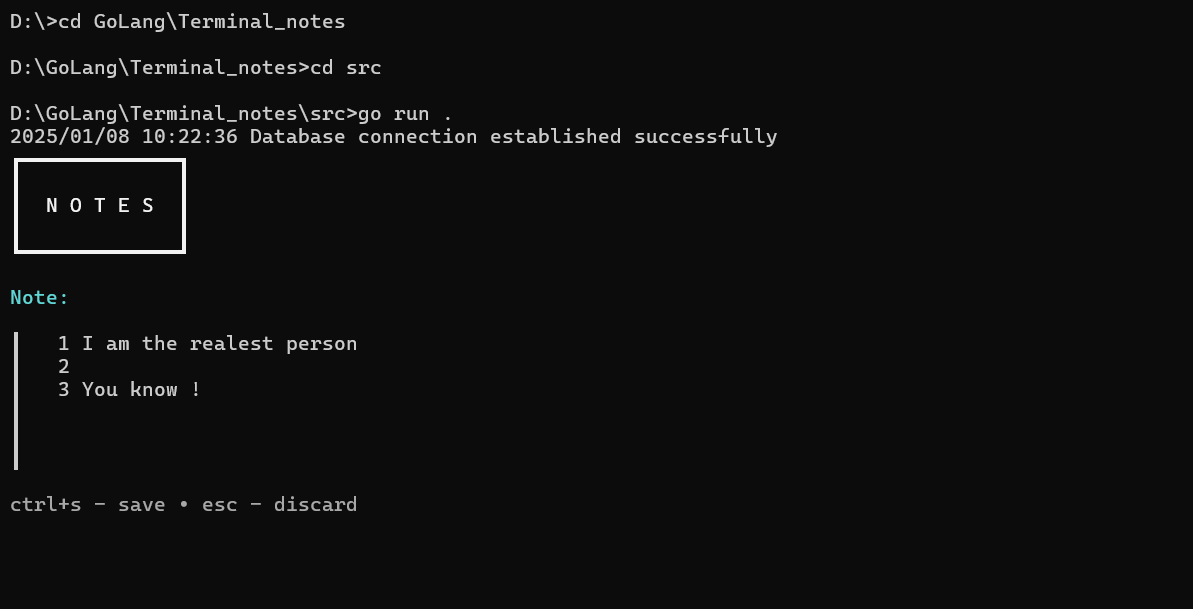 D:\>cd GoLang\Terminal_notes
D:\GoLang\Terminal_notes>cd src
D:\GoLang\Terminal_notes\src>go run .
2025/01/08 10:22:36 Database connection established successfully
N O T E S
Note:
1 I am the realest person
2
3 You know !
ctrl+s - save • esc - discard